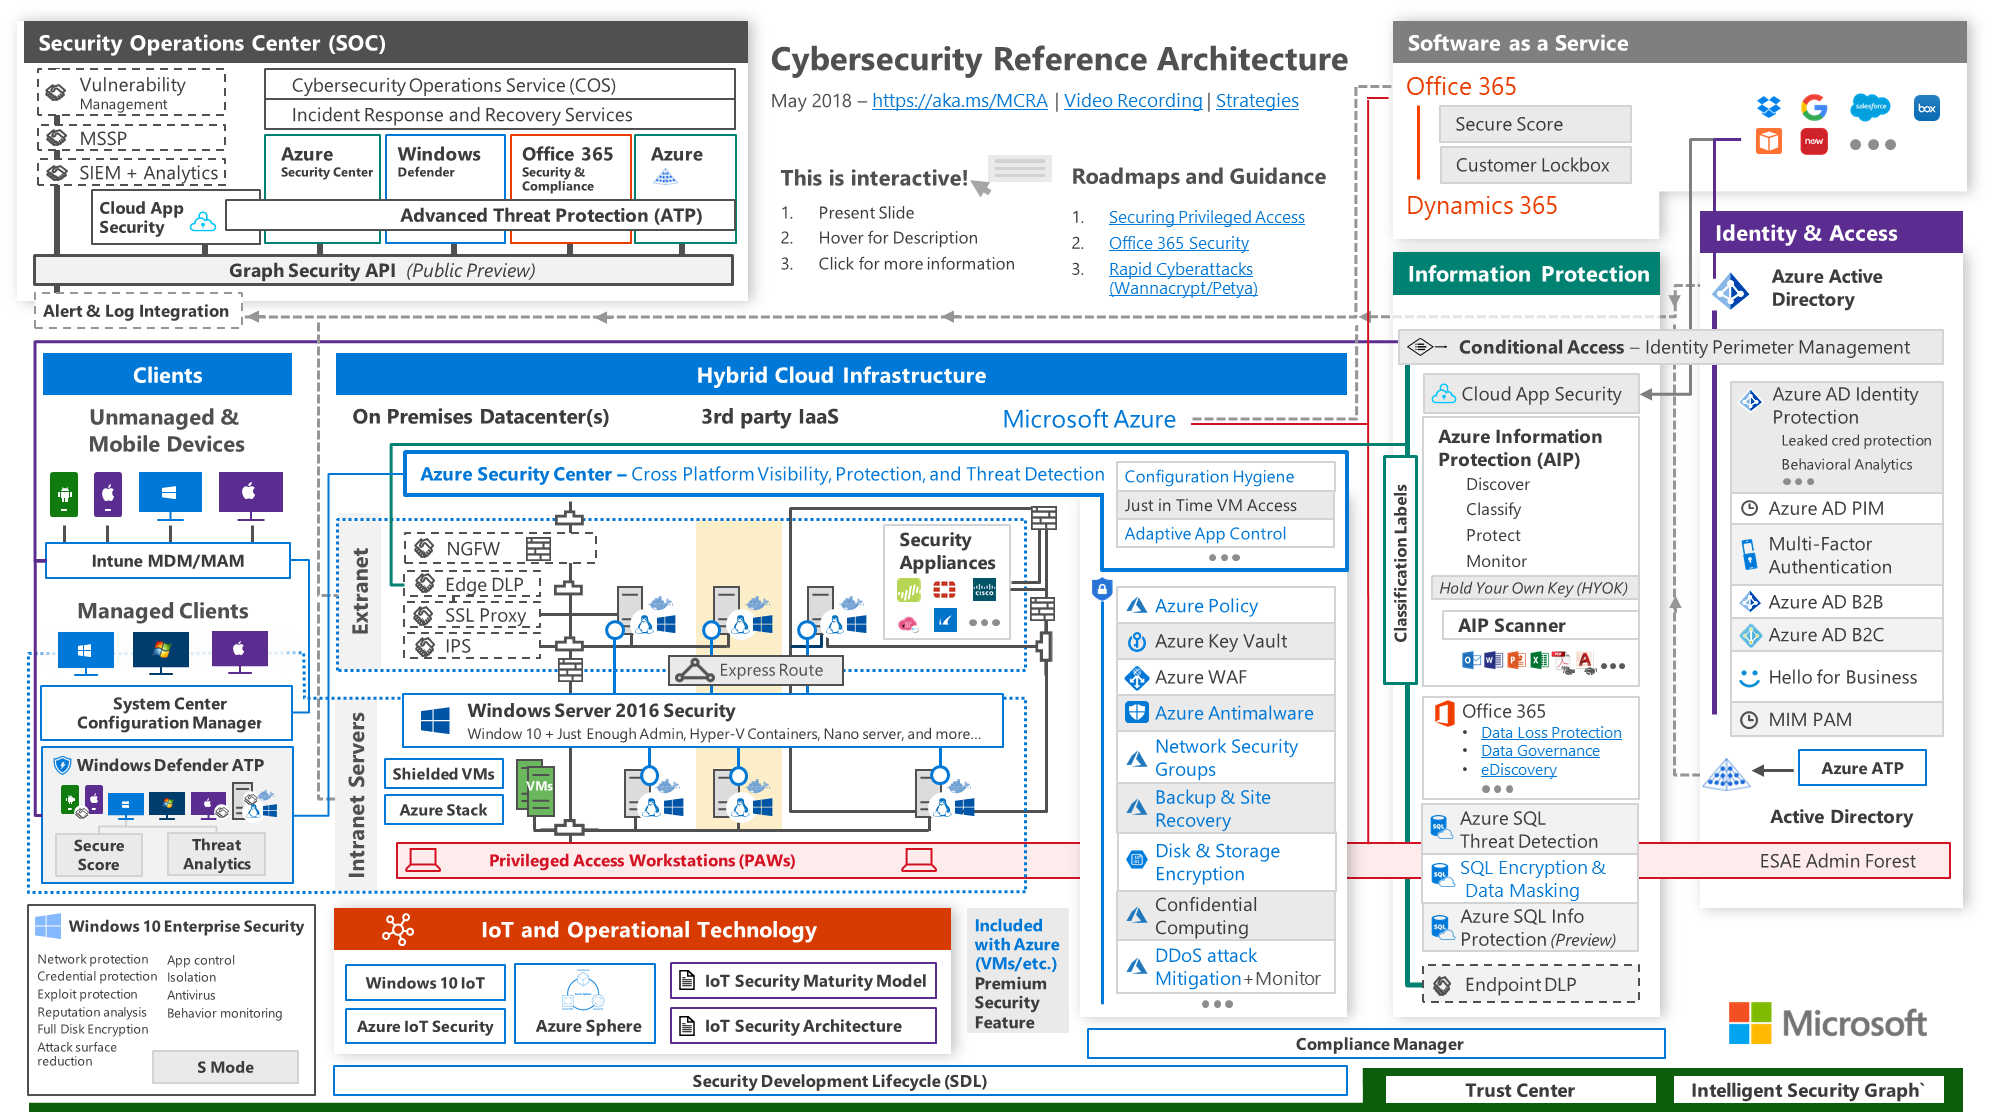 Security Operations Center (SOC)
Vulnerability
Management
MSSP
SIEM + Analytics
Cybersecurity Operations Service (COS)
Incident Response and Recovery Services
Azure
Security Center
Windows
Defender
Office 365
Security &
Compliance
Azure
Cloud App
Security
Advanced Threat Protection (ATP)
Graph Security API (Public Preview)
Alert & Log Integration
Cybersecurity Reference Architecture
May 2018 – https://aka.ms/MCRA | Video Recording | Strategies
This is interactive!
1. Present Slide
2. Hover for Description
3. Click for more information
Roadmaps and Guidance
1. Securing Privileged Access
2. Office 365 Security
3. Rapid Cyberattacks
(Wannacrypt/Petya)
Software as a Service
Office 365
Secure Score
Customer Lockbox
Dynamics 365
salesforce
box
now
Identity & Access
Azure Active
Directory
Information Protection
Conditional Access – Identity Perimeter Management
Cloud App Security
Azure Information
Protection (AIP)
Discover
Classify
Protect
Monitor
Hold Your Own Key (HYOK)
AIP Scanner
Classification Labels
Office 365
• Data Loss Protection
• Data Governance
• eDiscovery
SQL
Azure SQL
Threat Detection
SQL
SQL Encryption &
Data Masking
SQL
Azure SQL Info
Protection (Preview)
Endpoint DLP
Azure AD Identity
Protection
Leaked cred protection
Behavioral Analytics
Azure AD PIM
Multi-Factor
Authentication
Azure AD B2B
Azure AD B2C
Hello for Business
MIM PAM
Azure ATP
Active Directory
ESAE Admin Forest
Clients
Unmanaged &
Mobile Devices
Intune MDM/MAM
Managed Clients
System Center
Configuration Manager
Windows Defender ATP
Secure
Score
Threat
Analytics
Hybrid Cloud Infrastructure
On Premises Datacenter(s)
3rd party IaaS
Microsoft Azure
Azure Security Center – Cross Platform Visibility, Protection, and Threat Detection
Configuration Hygiene
Just in Time VM Access
Adaptive App Control
Extranet
NGFW
Edge DLP
SSL Proxy
IPS
Security
Appliances
CISCO
Express Route
Intranet Servers
Windows Server 2016 Security
Window 10 + Just Enough Admin, Hyper-V Containers, Nano server, and more...
Shielded VMs
Azure Stack
VMs
Privileged Access Workstations (PAWs)
Azure Policy
Azure Key Vault
Azure WAF
Azure Antimalware
Network Security
Groups
Backup & Site
Recovery
Disk & Storage
Encryption
Confidential
Computing
DDoS attack
Mitigation+Monitor
Windows 10 Enterprise Security
Network protection
Credential protection
Exploit protection
Reputation analysis
Full Disk Encryption
Attack surface
reduction
App control
Isolation
Antivirus
Behavior monitoring
S Mode
IoT and Operational Technology
Windows 10 IoT
Azure IoT Security
Azure Sphere
IoT Security Maturity Model
IoT Security Architecture
Included
with Azure
(VMs/etc.)
Premium
Security
Feature
Compliance Manager
Security Development Lifecycle (SDL)
Microsoft
Trust Center
Intelligent Security Graph`